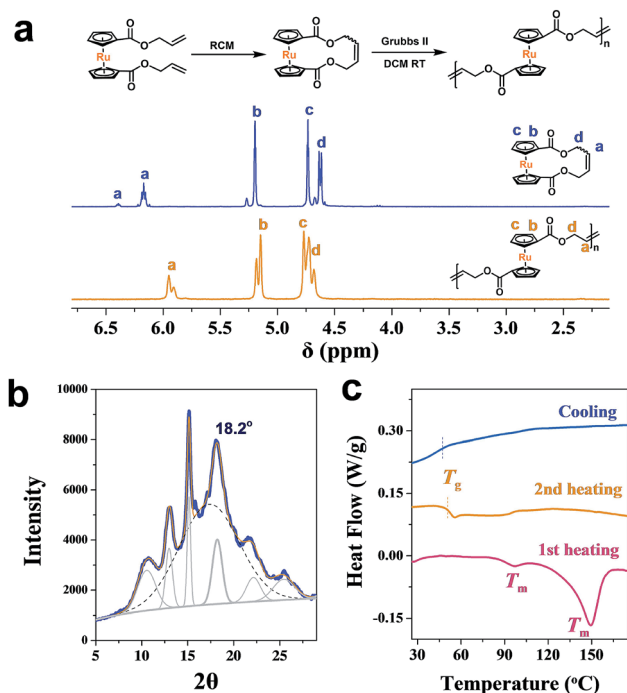 a
O
O
Ru
O
O
RCM
O
O
Ru
O
O
Grubbs II
DCM RT
O
O
n
Ru
O
O
a
a
b
c
d
c b
O
d
O
a
Ru
O
O
a
b
c
d
c b
O
d
O
n
a
Ru
O
O
6.5 6.0 5.5 5.0 4.5 4.0 3.5 3.0 2.5
δ (ppm)
b
10000
8000
6000
4000
2000
0
Intensity
18.2°
5 10 15 20 25
2θ
c
0.30
0.15
0.00
-0.15
Heat Flow (W/g)
Cooling
Tg
2nd heating
1st heating
Tm
Tm
30 60 90 120 150 175
Temperature (°C)